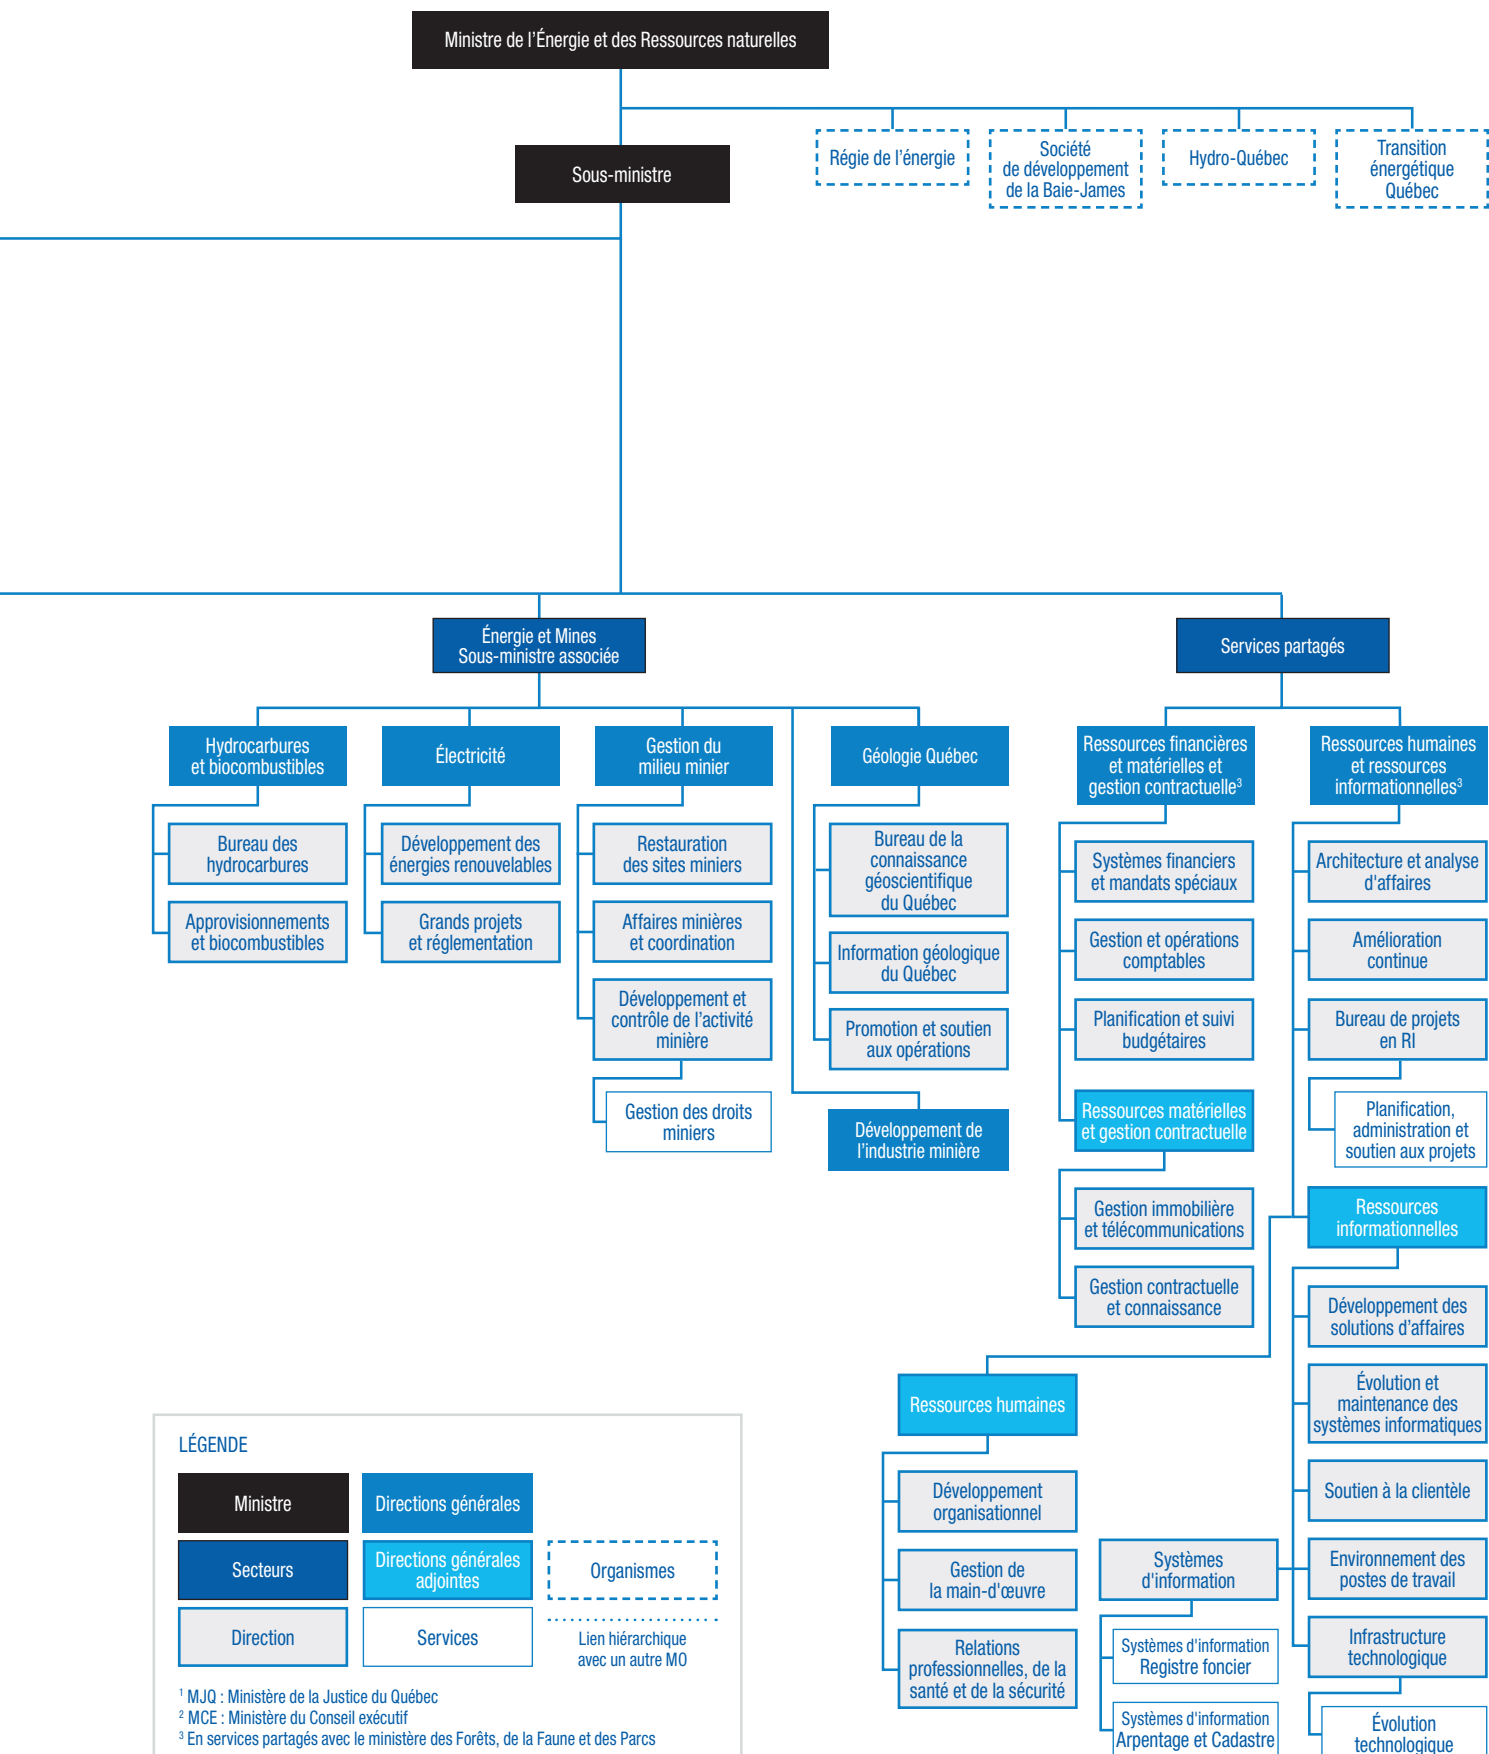 Ministre de l’Énergie et des Ressources naturelles
Sous-ministre
Régie de l’énergie
Société
de développement
de la Baie-James
Hydro-Québec
Transition
énergétique
Québec
Énergie et Mines
Sous-ministre associée
Services partagés
Hydrocarbures
et biocombustibles
Bureau des
hydrocarbures
Approvisionnements
et biocombustibles
Électricité
Développement des
énergies renouvelables
Grands projets
et réglementation
Gestion du
milieu minier
Restauration
des sites miniers
Affaires minières
et coordination
Développement et
contrôle de l’activité
minière
Gestion des droits
miniers
Géologie Québec
Bureau de la
connaissance
géoscientifique
du Québec
Information géologique
du Québec
Promotion et soutien
aux opérations
Développement de
l’industrie minière
Ressources financières
et matérielles et
gestion contractuelle3
Systèmes financiers
et mandats spéciaux
Gestion et opérations
comptables
Planification et suivi
budgétaires
Ressources matérielles
et gestion contractuelle
Gestion immobilière
et télécommunications
Gestion contractuelle
et connaissance
Ressources humaines
et ressources
informationnelles3
Architecture et analyse
d'affaires
Amélioration
continue
Bureau de projets
en RI
Planification,
administration et
soutien aux projets
Ressources
informationnelles
Développement des
solutions d’affaires
Évolution et
maintenance des
systèmes informatiques
Soutien à la clientèle
Environnement des
postes de travail
Infrastructure
technologique
Évolution
technologique
Ressources humaines
Développement
organisationnel
Gestion de
la main-d'œuvre
Relations
professionnelles, de la
santé et de la sécurité
Systèmes
d'information
Systèmes d'information
Registre foncier
Systèmes d'information
Arpentage et Cadastre
LÉGENDE
Ministre
Directions générales
Secteurs
Directions générales
adjointes
Organismes
Direction
Services
Lien hiérarchique
avec un autre MO
1 MJQ : Ministère de la Justice du Québec
2 MCE : Ministère du Conseil exécutif
3 En services partagés avec le ministère des Forêts, de la Faune et des Parcs